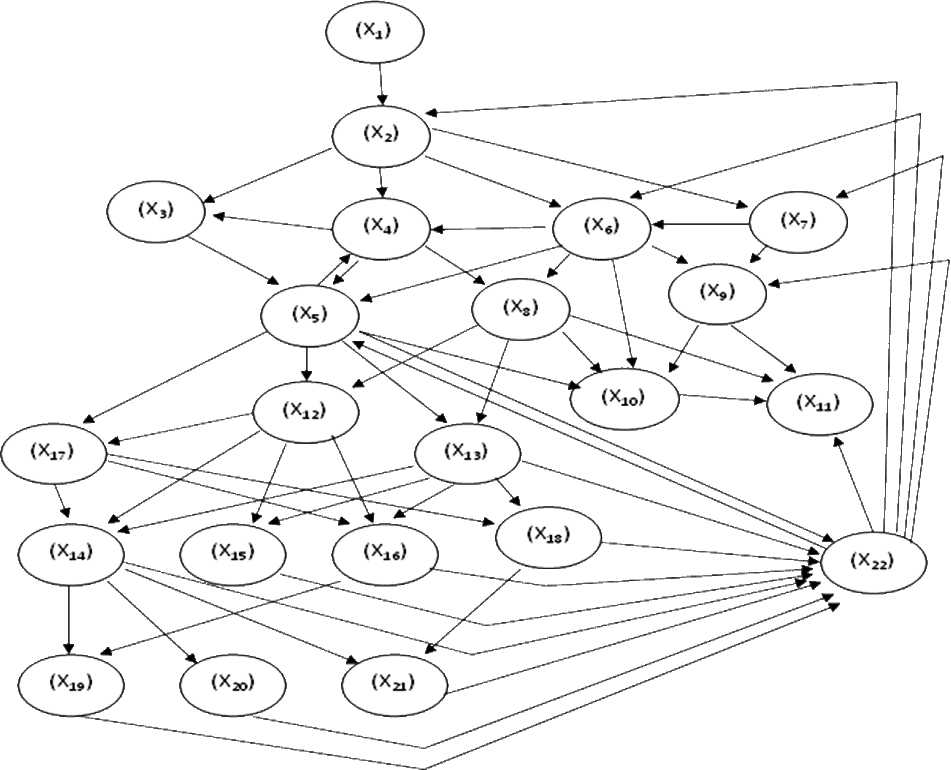 (X₁)
(X₂)
(X₃)
(X₄)
(X₆)
(X₇)
(X₅)
(X₈)
(X₉)
(X₁₀)
(X₁₁)
(X₁₂)
(X₁₇)
(X₁₃)
(X₁₄)
(X₁₅)
(X₁₆)
(X₁₈)
(X₂₂)
(X₁₉)
(X₂₀)
(X₂₁)